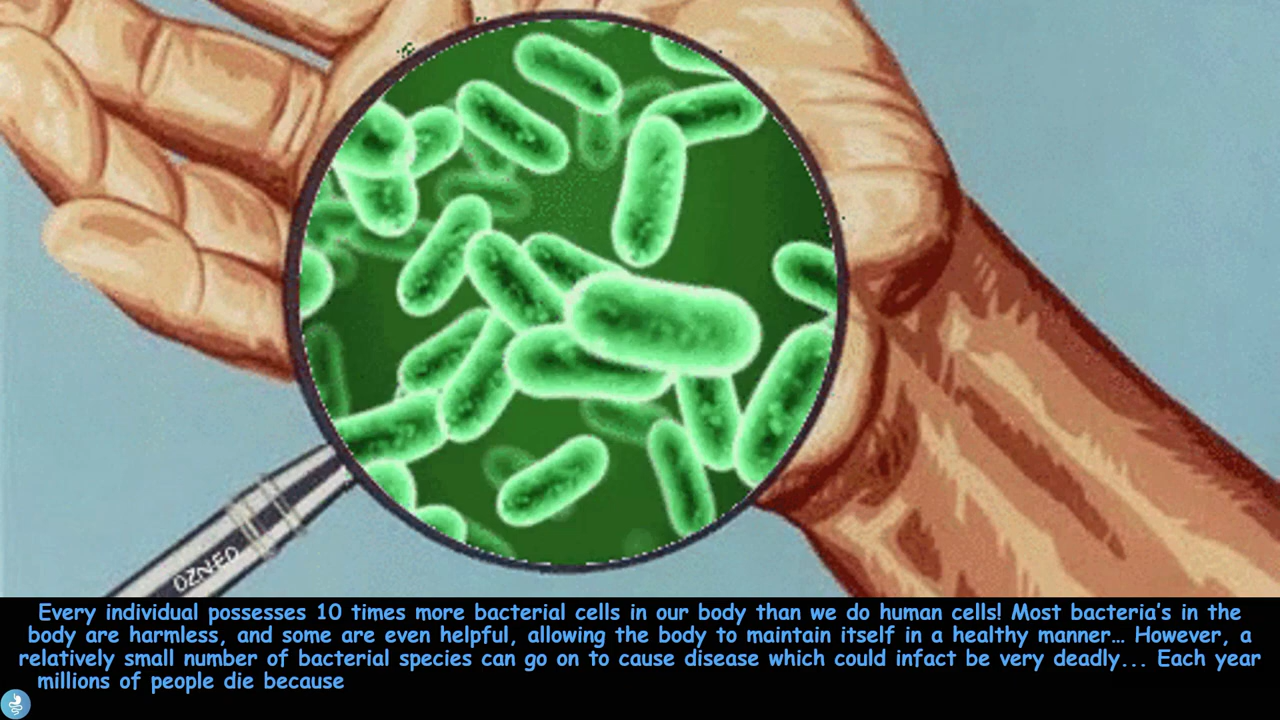 OZNEO
Every individual possesses 10 times more bacterial cells in our body than we do human cells! Most bacteria's in the
body are harmless, and some are even helpful, allowing the body to maintain itself in a healthy manner… However, a
relatively small number of bacterial species can go on to cause disease which could infact be very deadly... Each year
millions of people die because